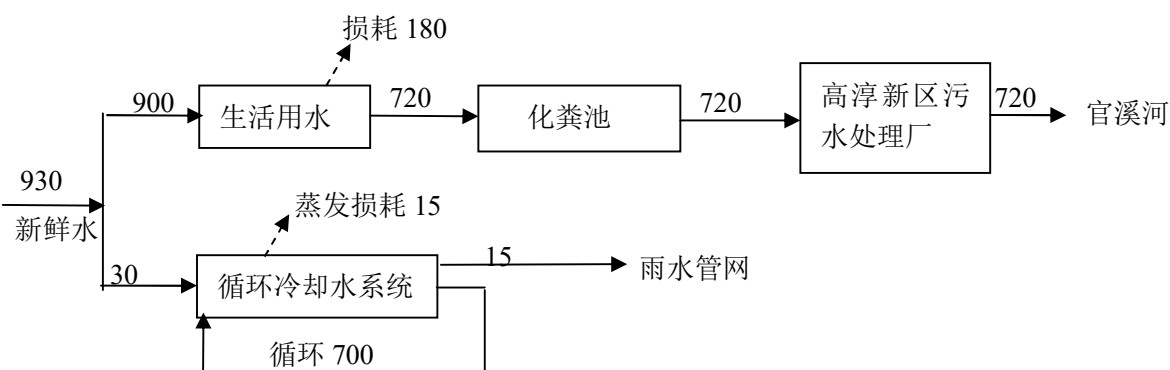 损耗 180
900
生活用水
720
化粪池
720
高淳新区污
水处理厂
720
官溪河
930
新鲜水
蒸发损耗 15
30
循环冷却水系统
15
雨水管网
循环 700